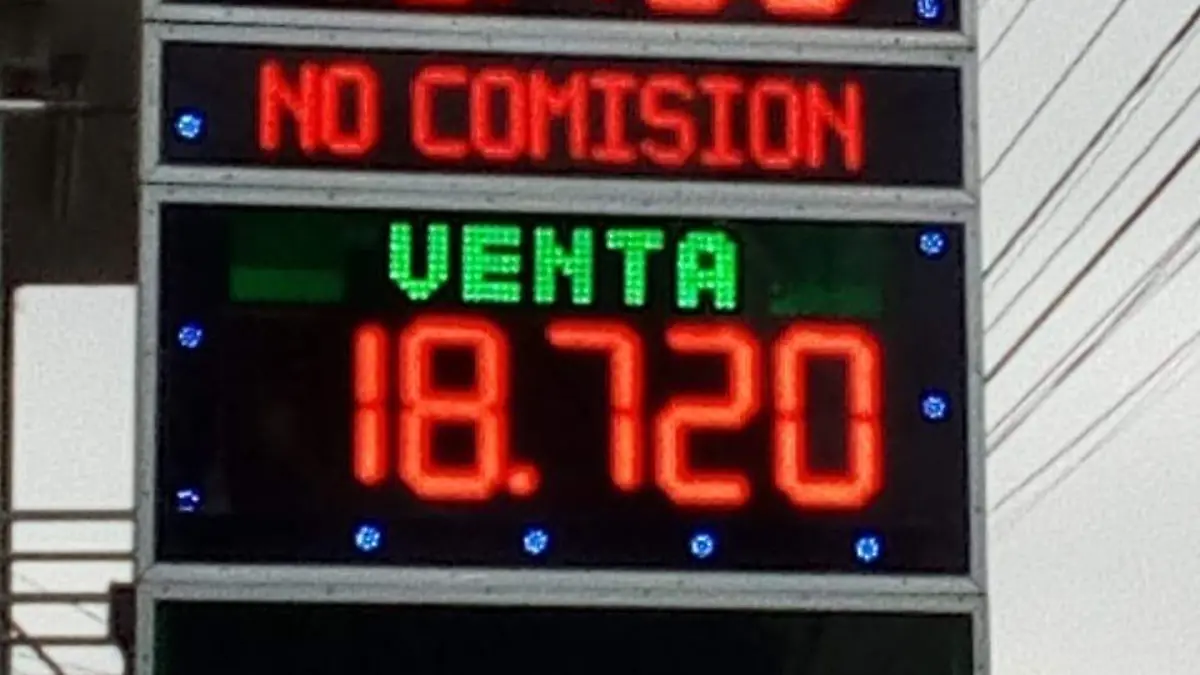 NO COMISION
VENTA
18.720